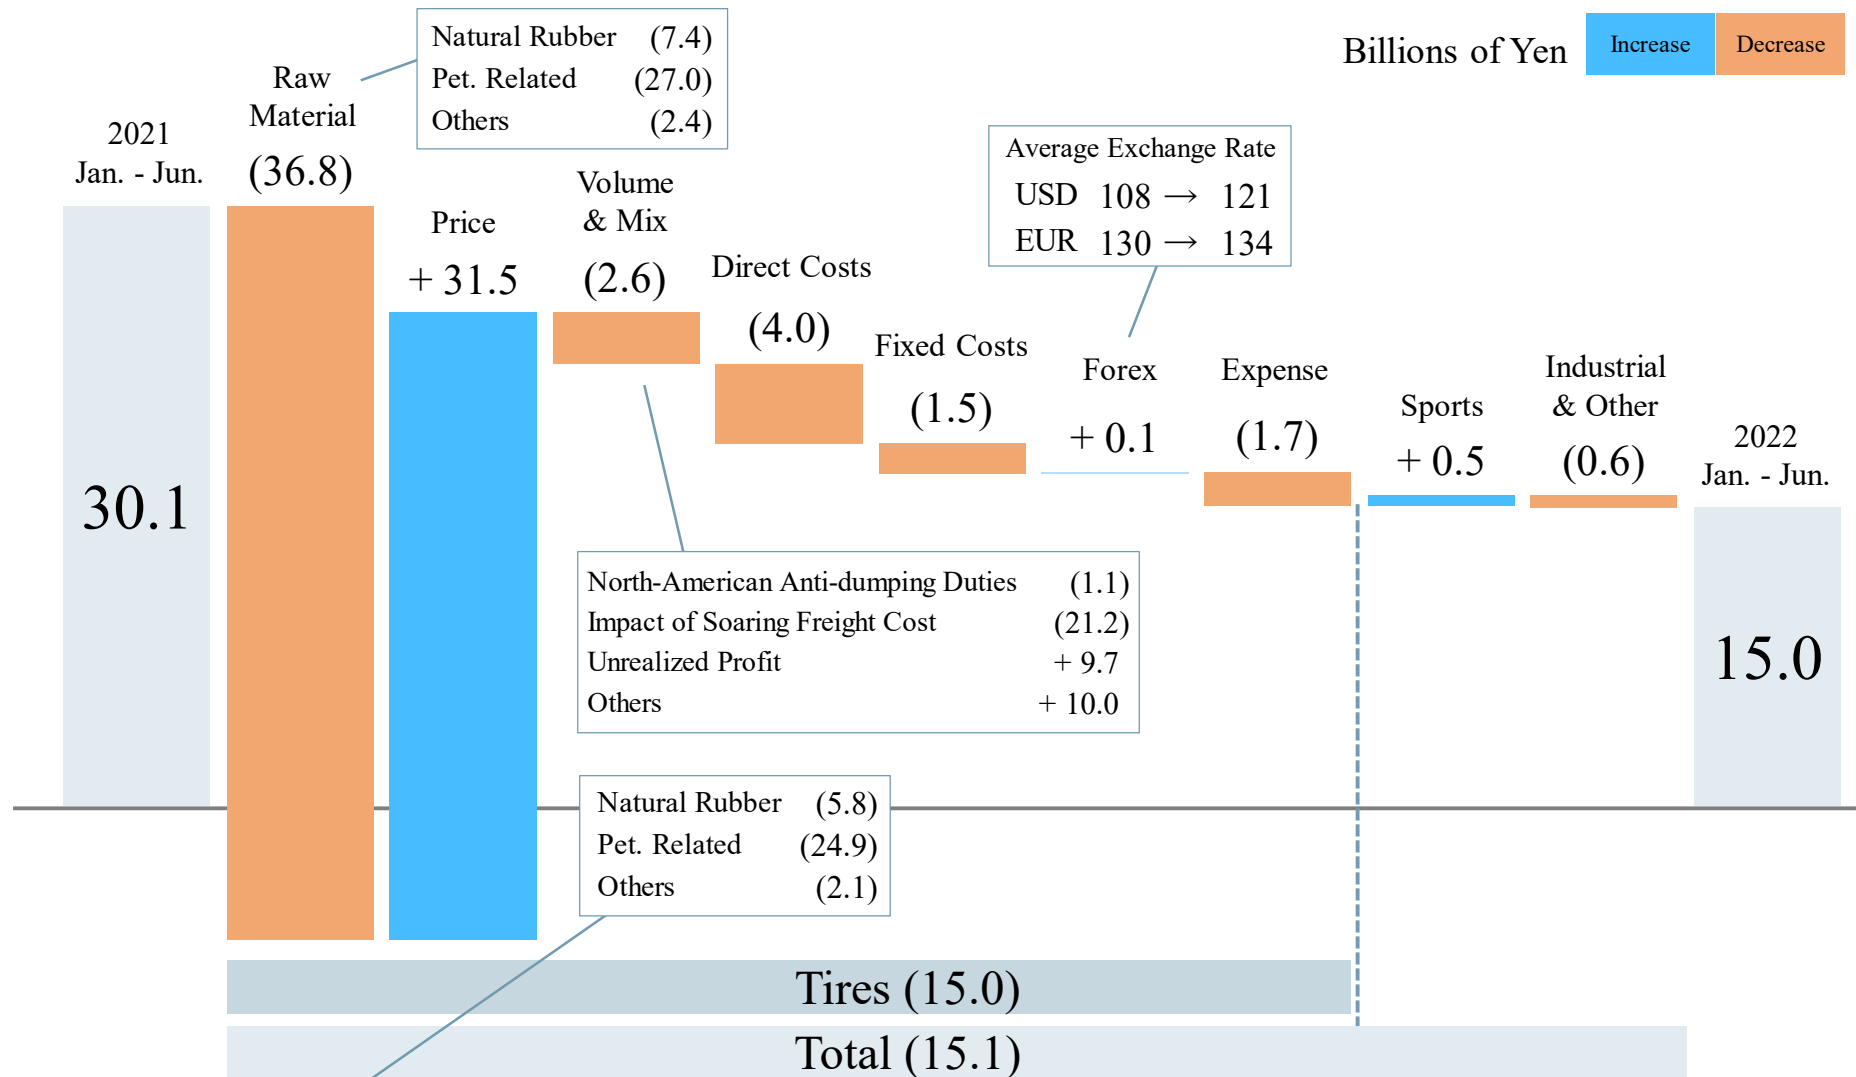 Billions of Yen
Increase
Decrease
Natural Rubber (7.4)
Pet. Related (27.0)
Others (2.4)
2021
Jan. - Jun.
30.1
Raw
Material
(36.8)
Price
+ 31.5
Volume
& Mix
(2.6)
Direct Costs
(4.0)
Fixed Costs
(1.5)
Average Exchange Rate
USD 108 → 121
EUR 130 → 134
Forex
+ 0.1
Expense
(1.7)
Sports
+ 0.5
Industrial
& Other
(0.6)
2022
Jan. - Jun.
15.0
North-American Anti-dumping Duties (1.1)
Impact of Soaring Freight Cost (21.2)
Unrealized Profit + 9.7
Others + 10.0
Natural Rubber (5.8)
Pet. Related (24.9)
Others (2.1)
Tires (15.0)
Total (15.1)